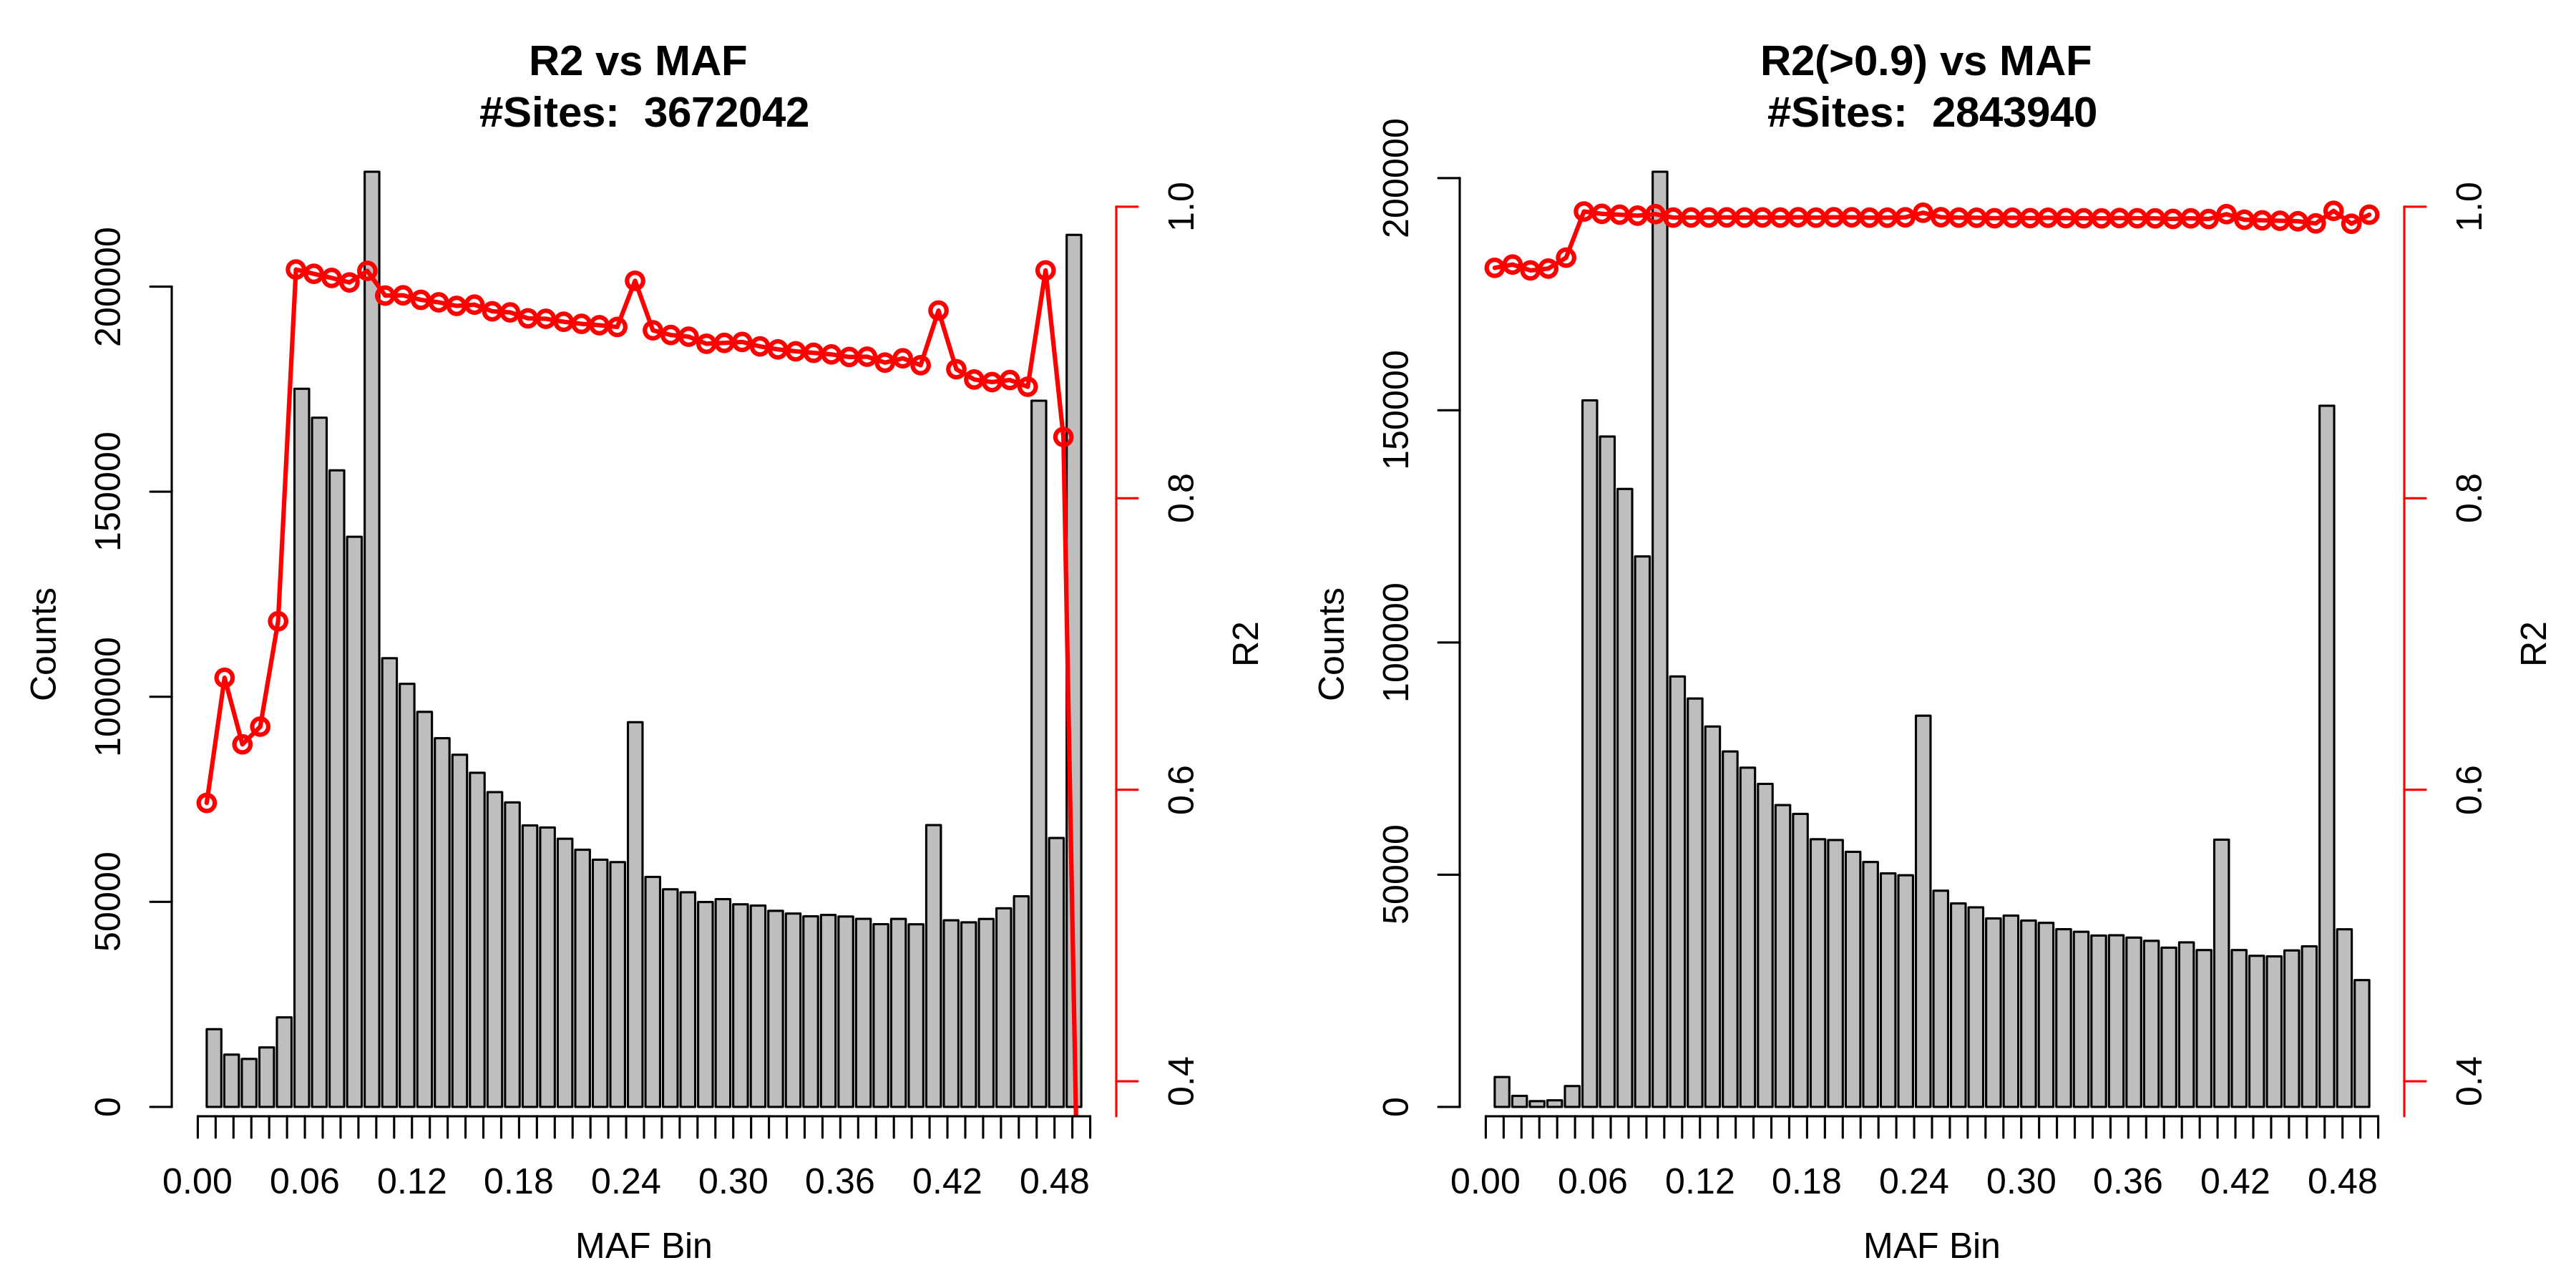 R2 vs MAF
#Sites:  3672042
Counts
0
50000
100000
150000
200000
0.4
0.6
0.8
1.0
R2
0.00 0.06 0.12 0.18 0.24 0.30 0.36 0.42 0.48
MAF Bin
R2(>0.9) vs MAF
#Sites:  2843940
Counts
0
50000
100000
150000
200000
0.4
0.6
0.8
1.0
R2
0.00 0.06 0.12 0.18 0.24 0.30 0.36 0.42 0.48
MAF Bin